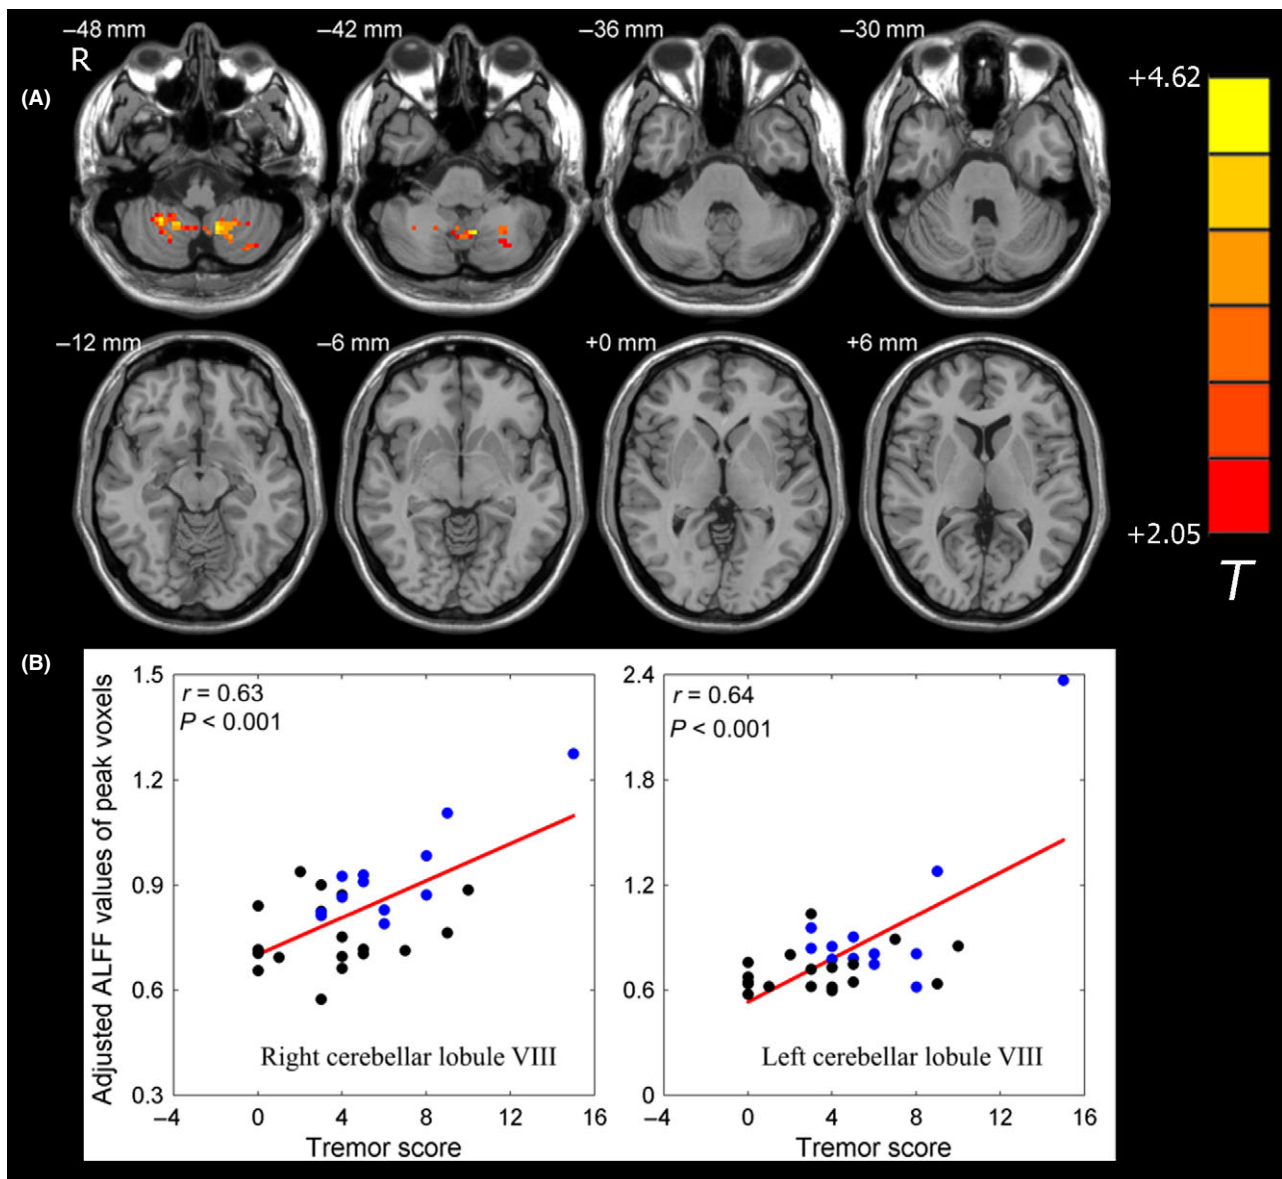 –48 mm
–42 mm
–36 mm
–30 mm
R
(A)
+4.62
–12 mm
–6 mm
+0 mm
+6 mm
+2.05
T
(B)
Adjusted ALFF values of peak voxels
1.5
1.2
0.9
0.6
0.3
r = 0.63
P < 0.001
Right cerebellar lobule VIII
–4 0 4 8 12 16
Tremor score
2.4
1.8
1.2
0.6
0
r = 0.64
P < 0.001
Left cerebellar lobule VIII
–4 0 4 8 12 16
Tremor score